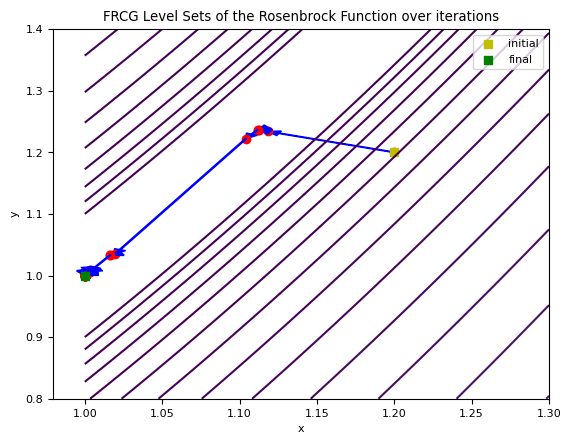 FRCG Level Sets of the Rosenbrock Function over iterations
initial
final
1.4
1.3
1.2
1.1
1.0
0.9
0.8
y
1.00
1.05
1.10
1.15
1.20
1.25
1.30
x